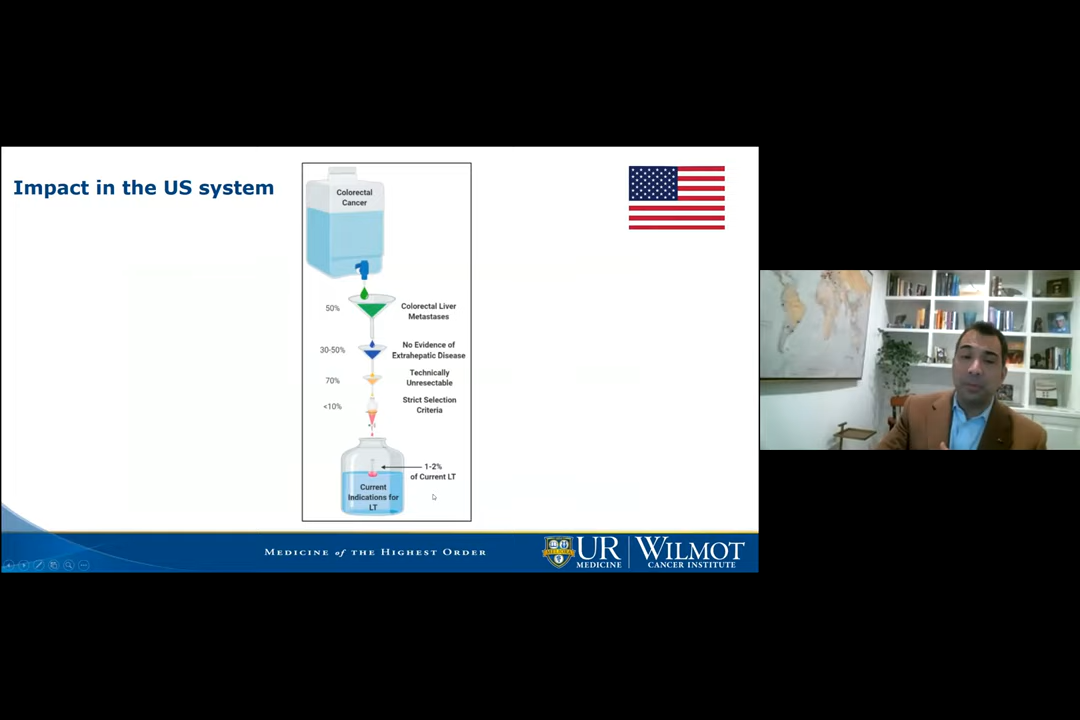 Impact in the US system
Colorectal
Cancer
50%
Colorectal Liver
Metastases
30-50%
No Evidence of
Extrahepatic Disease
70%
Technically
Unresectable
<10%
Strict Selection
Criteria
1-2%
of Current LT
Current
Indications for
LT
MEDICINE of THE HIGHEST ORDER
MELIORA
UR
MEDICINE
WILMOT
CANCER INSTITUTE